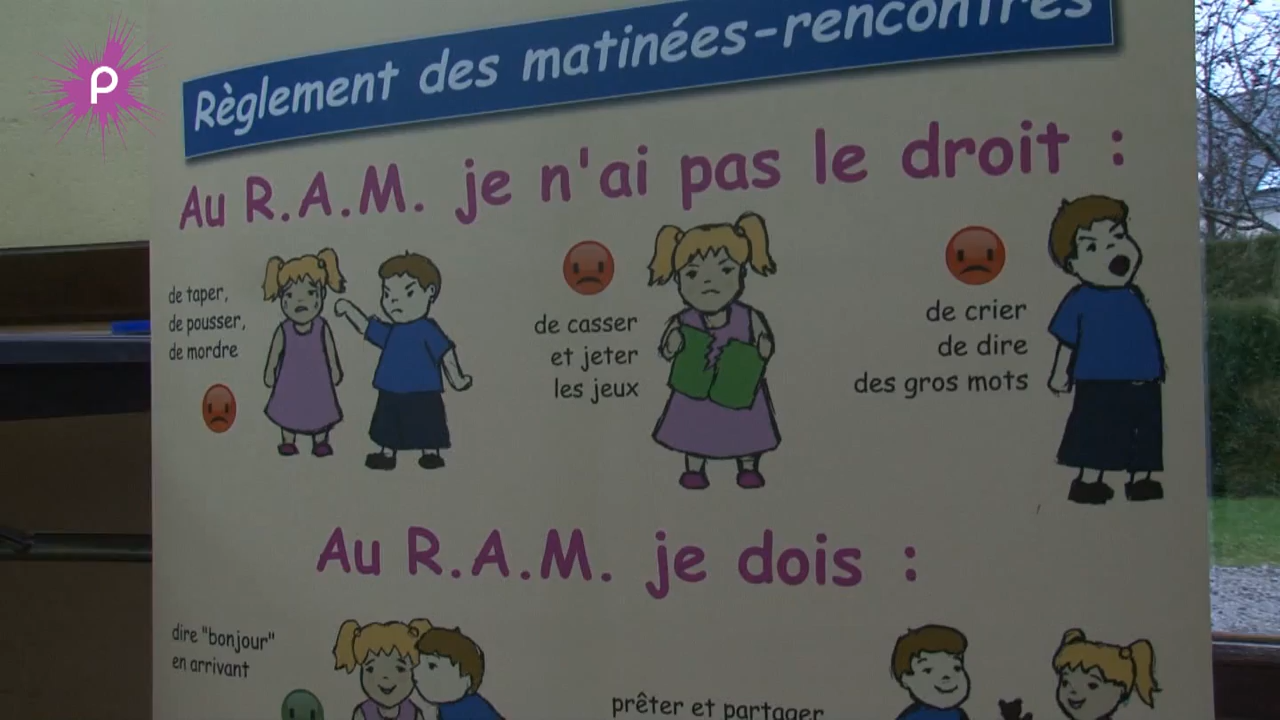 P
Règlement des matinées-rencontres
Au R.A.M. je n'ai pas le droit :
de taper,
de pousser,
de mordre
de casser
et jeter
les jeux
de crier
de dire
des gros mots
Au R.A.M. je dois :
dire "bonjour"
en arrivant
prêter et partager